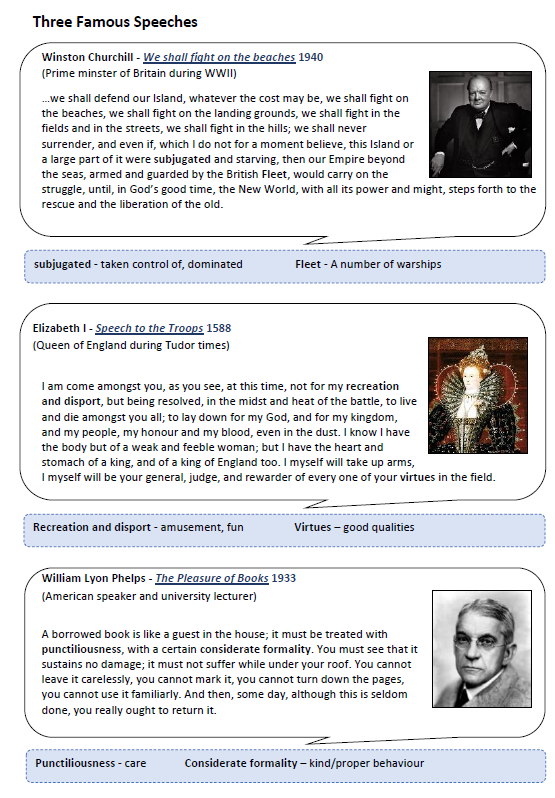 Three Famous Speeches
Winston Churchill - We shall fight on the beaches 1940
(Prime minster of Britain during WWII)
…we shall defend our Island, whatever the cost may be, we shall fight on
the beaches, we shall fight on the landing grounds, we shall fight in the
fields and in the streets, we shall fight in the hills; we shall never
surrender, and even if, which I do not for a moment believe, this Island or
a large part of it were subjugated and starving, then our Empire beyond
the seas, armed and guarded by the British Fleet, would carry on the
struggle, until, in God's good time, the New World, with all its power and might, steps forth to the
rescue and the liberation of the old.
subjugated - taken control of, dominated Fleet - A number of warships
Elizabeth I - Speech to the Troops 1588
(Queen of England during Tudor times)
I am come amongst you, as you see, at this time, not for my recreation
and disport, but being resolved, in the midst and heat of the battle, to live
and die amongst you all; to lay down for my God, and for my kingdom,
and my people, my honour and my blood, even in the dust. I know I have
the body but of a weak and feeble woman; but I have the heart and
stomach of a king, and of a king of England too. I myself will take up arms,
I myself will be your general, judge, and rewarder of every one of your virtues in the field.
Recreation and disport - amusement, fun Virtues – good qualities
William Lyon Phelps - The Pleasure of Books 1933
(American speaker and university lecturer)
A borrowed book is like a guest in the house; it must be treated with
punctiliousness, with a certain considerate formality. You must see that it
sustains no damage; it must not suffer while under your roof. You cannot
leave it carelessly, you cannot mark it, you cannot turn down the pages,
you cannot use it familiarly. And then, some day, although this is seldom
done, you really ought to return it.
Punctiliousness - care Considerate formality – kind/proper behaviour